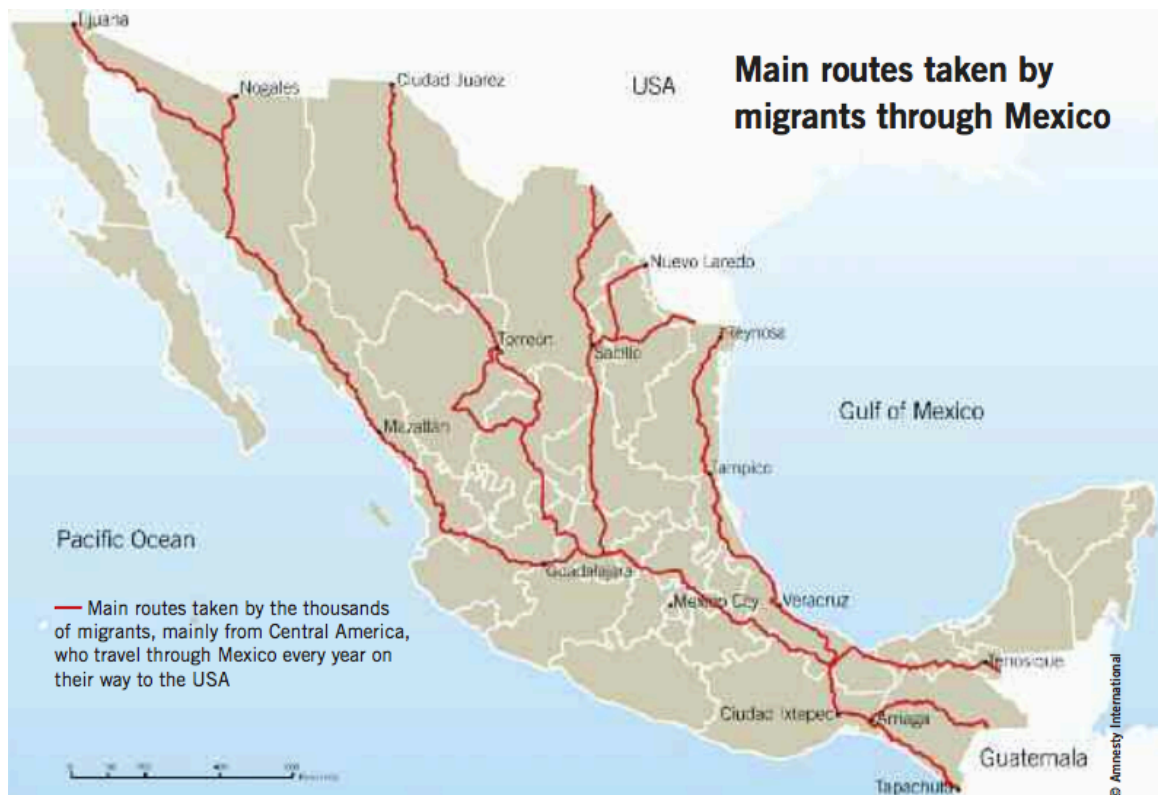 Tijuana
Nogales
Ciudad Juarez
USA
Main routes taken by
migrants through Mexico
Nuevo Laredo
Reynosa
Torreón
Saltillo
Gulf of Mexico
Mazatlán
Tampico
Pacific Ocean
Guadalajara
Mexico City
Veracruz
Main routes taken by the thousands
of migrants, mainly from Central America,
who travel through Mexico every year on
their way to the USA
Tenosique
Ciudad Ixtepec
Arriaga
Guatemala
Tapachula
© Amnesty International
0